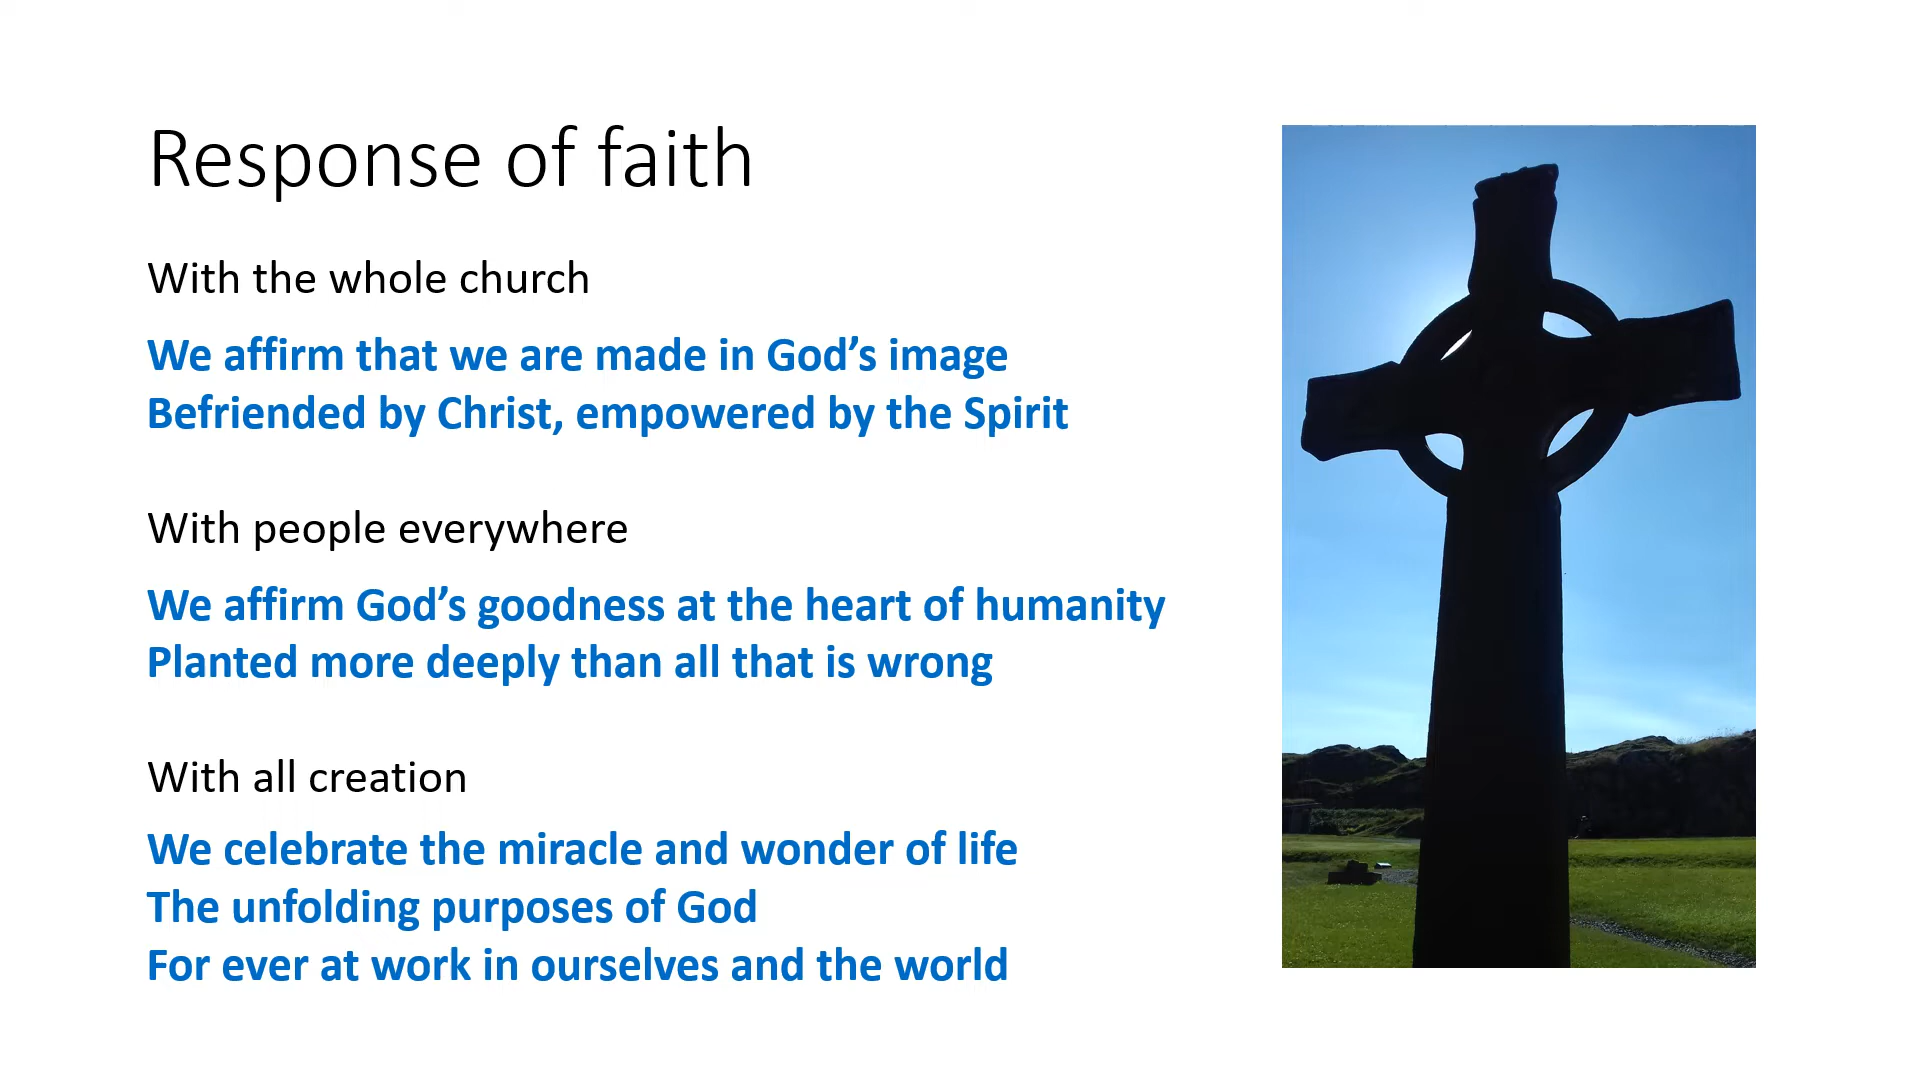 Response of faith
With the whole church
We affirm that we are made in God’s image
Befriended by Christ, empowered by the Spirit
With people everywhere
We affirm God’s goodness at the heart of humanity
Planted more deeply than all that is wrong
With all creation
We celebrate the miracle and wonder of life
The unfolding purposes of God
For ever at work in ourselves and the world